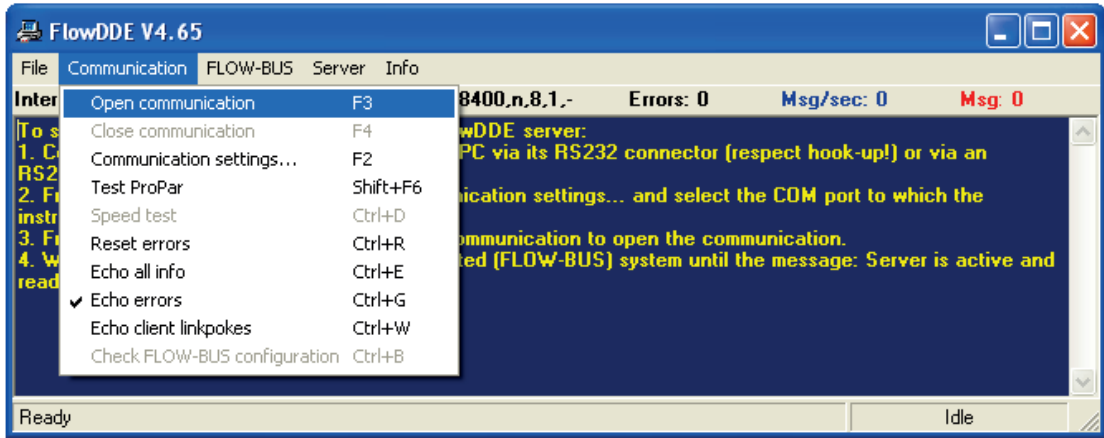 FlowDDE V4.65
File Communication FLOW-BUS Server Info
Inter 8400,n,8,1,- Errors: 0 Msg/sec: 0 Msg: 0
Open communication F3
Close communication F4
Communication settings... F2
Test ProPar Shift+F6
Speed test Ctrl+D
Reset errors Ctrl+R
Echo all info Ctrl+E
✓ Echo errors Ctrl+G
Echo client linkpokes Ctrl+W
Check FLOW-BUS configuration Ctrl+B
To s wDDE server:
1. C PC via its RS232 connector (respect hook-up!) or via an
RS2
2. Fr ication settings... and select the COM port to which the
instr
3. Fr ommunication to open the communication.
4. W ted (FLOW-BUS) system until the message: Server is active and
read
Ready Idle